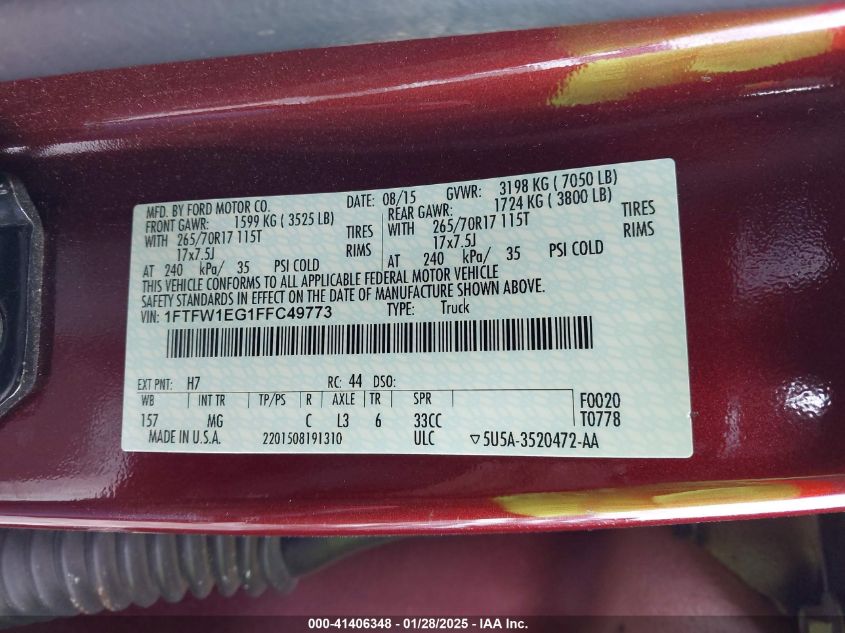 MFD. BY FORD MOTOR CO. DATE: 08/15 GVWR: 3198 KG ( 7050 LB)
FRONT GAWR: 1599 KG ( 3525 LB) REAR GAWR: 1724 KG ( 3800 LB)
WITH 265/70R17 115T TIRES WITH 265/70R17 115T TIRES
17x7.5J RIMS 17x7.5J RIMS
AT 240 kPa/ 35 PSI COLD AT 240 kPa/ 35 PSI COLD
THIS VEHICLE CONFORMS TO ALL APPLICABLE FEDERAL MOTOR VEHICLE
SAFETY STANDARDS IN EFFECT ON THE DATE OF MANUFACTURE SHOWN ABOVE.
VIN: 1FTFW1EG1FFC49773 TYPE: Truck
EXT PNT: H7 RC: 44 DSO:
WB INT TR TP/PS R AXLE TR SPR F0020
157 MG C L3 6 33CC T0778
MADE IN U.S.A. 2201508191310 ULC ▽5U5A-3520472-AA
000-41406348 | 01/28/2025 - IAA Inc.